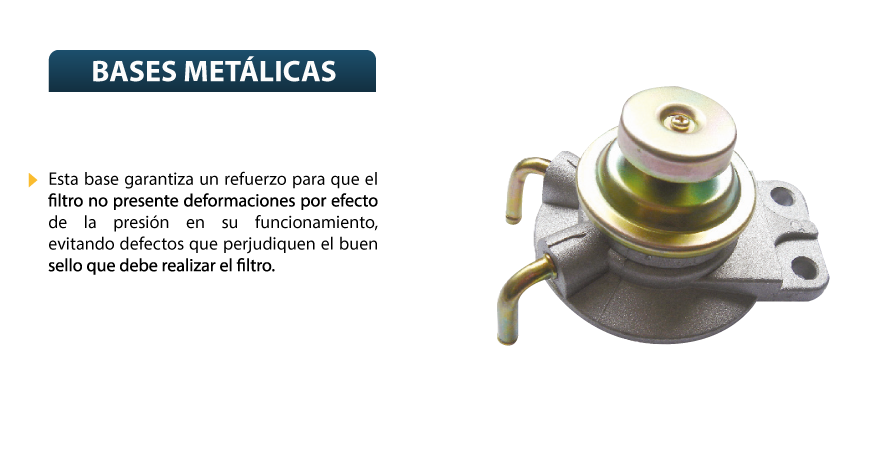 BASES METÁLICAS
Esta base garantiza un refuerzo para que el
filtro no presente deformaciones por efecto
de la presión en su funcionamiento,
evitando defectos que perjudiquen el buen
sello que debe realizar el filtro.